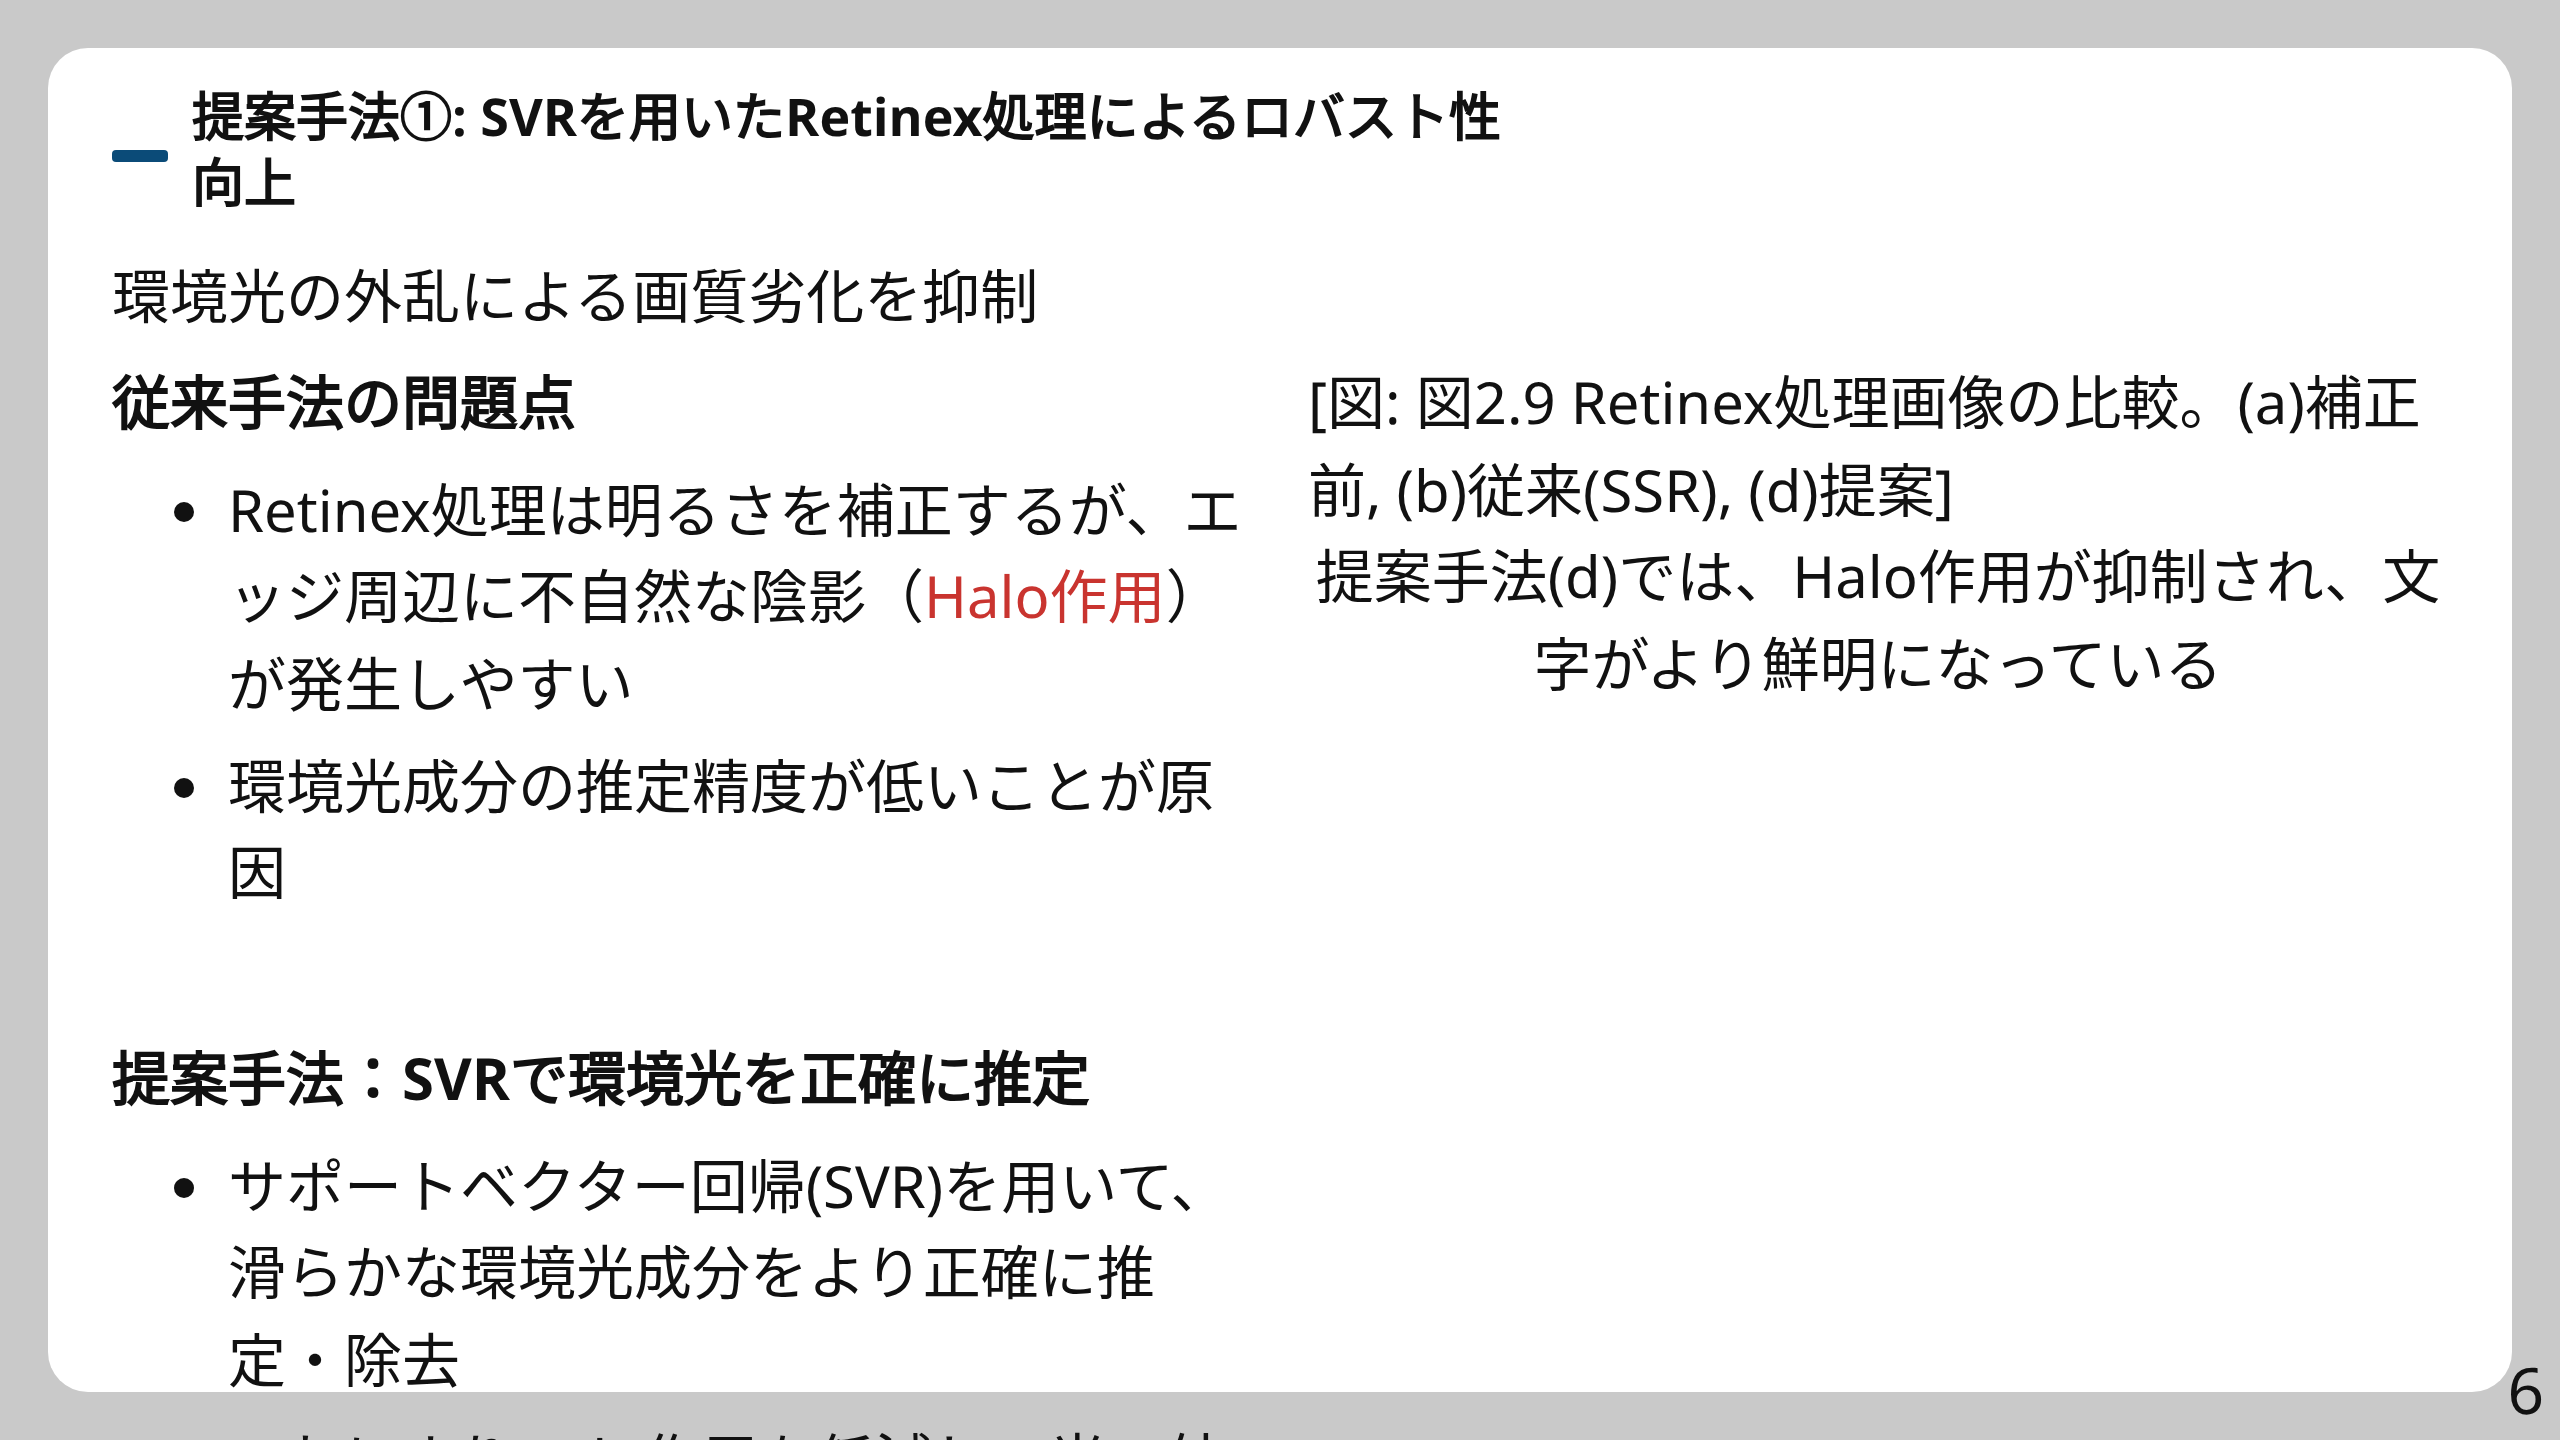 提案手法①: SVRを用いたRetinex処理によるロバスト性
向上
環境光の外乱による画質劣化を抑制
従来手法の問題点
• Retinex処理は明るさを補正するが、エ
ッジ周辺に不自然な陰影（Halo作用）
が発生しやすい
• 環境光成分の推定精度が低いことが原
因
提案手法：SVRで環境光を正確に推定
• サポートベクター回帰(SVR)を用いて、
滑らかな環境光成分をより正確に推
定・除去
[図: 図2.9 Retinex処理画像の比較。(a)補正
前, (b)従来(SSR), (d)提案]
提案手法(d)では、Halo作用が抑制され、文
字がより鮮明になっている
6